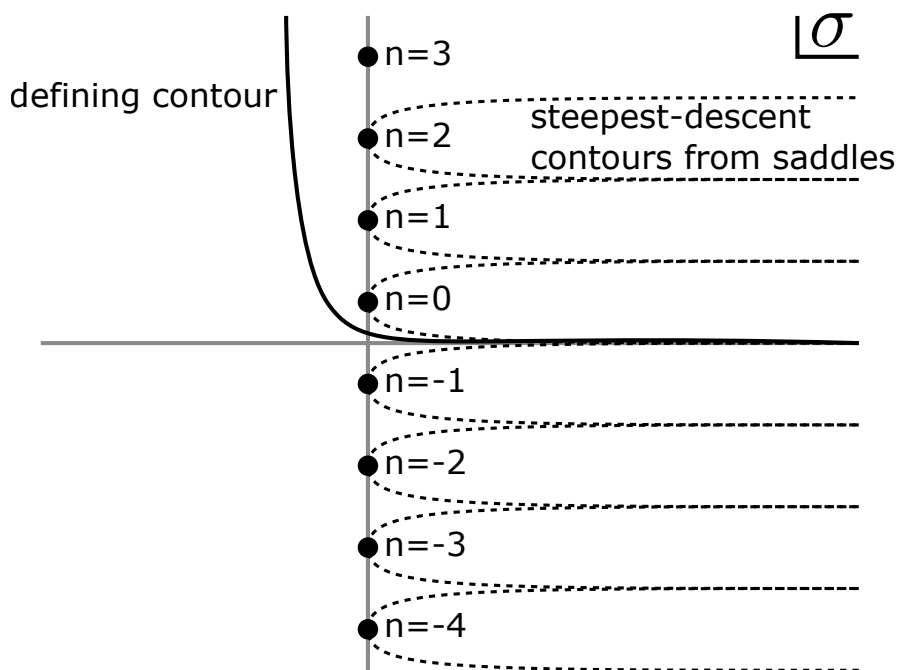 σ
n=3
defining contour
steepest-descent
n=2
contours from saddles
n=1
n=0
n=-1
n=-2
n=-3
n=-4